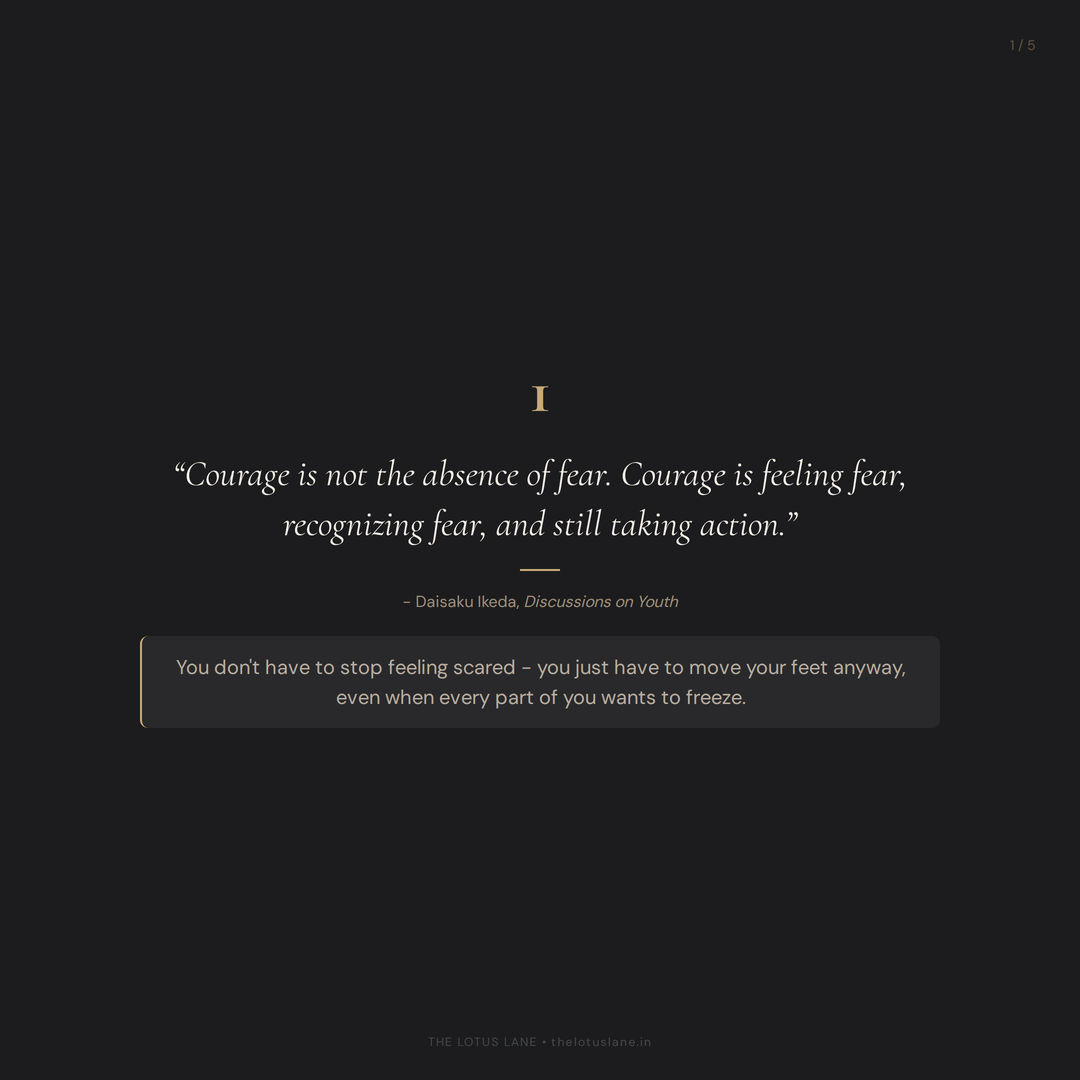 1 / 5
1
“Courage is not the absence of fear. Courage is feeling fear,
recognizing fear, and still taking action.”
– Daisaku Ikeda, Discussions on Youth
You don't have to stop feeling scared – you just have to move your feet anyway,
even when every part of you wants to freeze.
THE LOTUS LANE • thelotuslane.in